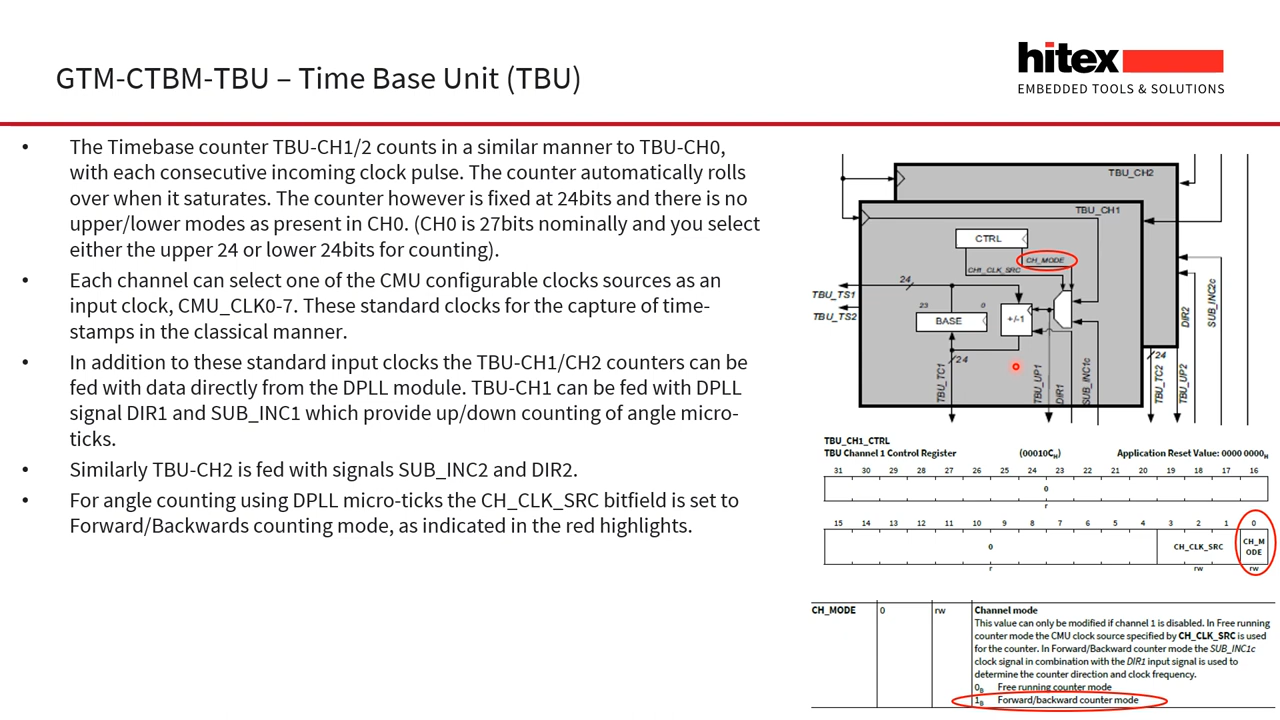 GTM-CTBM-TBU – Time Base Unit (TBU)
hitex
EMBEDDED TOOLS & SOLUTIONS
• The Timebase counter TBU-CH1/2 counts in a similar manner to TBU-CH0,
with each consecutive incoming clock pulse. The counter automatically rolls
over when it saturates. The counter however is fixed at 24bits and there is no
upper/lower modes as present in CH0. (CH0 is 27bits nominally and you select
either the upper 24 or lower 24bits for counting).
• Each channel can select one of the CMU configurable clocks sources as an
input clock, CMU_CLK0-7. These standard clocks for the capture of time-
stamps in the classical manner.
• In addition to these standard input clocks the TBU-CH1/CH2 counters can be
fed with data directly from the DPLL module. TBU-CH1 can be fed with DPLL
signal DIR1 and SUB_INC1 which provide up/down counting of angle micro-
ticks.
• Similarly TBU-CH2 is fed with signals SUB_INC2 and DIR2.
• For angle counting using DPLL micro-ticks the CH_CLK_SRC bitfield is set to
Forward/Backwards counting mode, as indicated in the red highlights.
TBU_CH2
TBU_CH1
CTRL
CH_MODE
CH1_CLK_SRC
24
TBU_TS1
TBU_TS2
23 0
BASE
+/-1
24
TBU_TC1
TBU_UP1
DIR1
SUB_INC1c
24
TBU_TC2
TBU_UP2
DIR2
SUB_INC2c
TBU_CH1_CTRL
TBU Channel 1 Control Register (00010CH) Application Reset Value: 0000 0000H
31 30 29 28 27 26 25 24 23 22 21 20 19 18 17 16
0
r
15 14 13 12 11 10 9 8 7 6 5 4 3 2 1 0
0 CH_CLK_SRC CH_M
ODE
r rw rw
CH_MODE 0 rw Channel mode
This value can only be modified if channel 1 is disabled. In Free running
counter mode the CMU clock source specified by CH_CLK_SRC is used
for the counter. In Forward/Backward counter mode the SUB_INC1c
clock signal in combination with the DIR1 input signal is used to
determine the counter direction and clock frequency.
0B Free running counter mode
1B Forward/backward counter mode